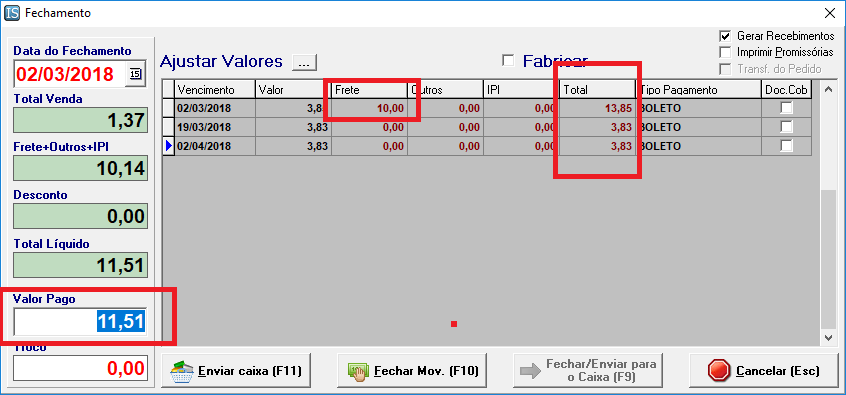 IS Fechamento
Data do Fechamento
02/03/2018 15
Total Venda
1,37
Frete+Outros+IPI
10,14
Desconto
0,00
Total Líquido
11,51
Valor Pago
11,51
Troco
0,00
Ajustar Valores ...
Fabricar
Gerar Recebimentos
Imprimir Promissórias
Transf. do Pedido
Vencimento Valor Frete Outros IPI Total Tipo Pagamento Doc.Cob
02/03/2018 3,85 10,00 0,00 0,00 13,85 BOLETO
19/03/2018 3,83 0,00 0,00 0,00 3,83 BOLETO
02/04/2018 3,83 0,00 0,00 0,00 3,83 BOLETO
Enviar caixa (F11)
Fechar Mov. (F10)
Fechar/Enviar para
o Caixa (F9)
Cancelar (Esc)